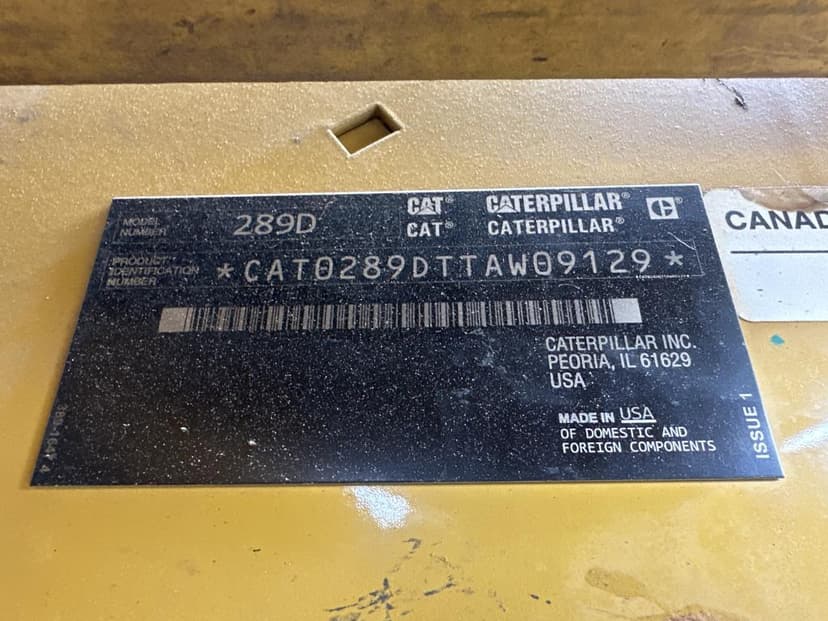 MODEL NUMBER 289D
CAT® CATERPILLAR®
CAT® CATERPILLAR®
PRODUCT IDENTIFICATION NUMBER *CAT0289DTTAW09129*
CATERPILLAR INC.
PEORIA, IL 61629
USA
MADE IN USA
OF DOMESTIC AND
FOREIGN COMPONENTS
ISSUE 1
CANAD